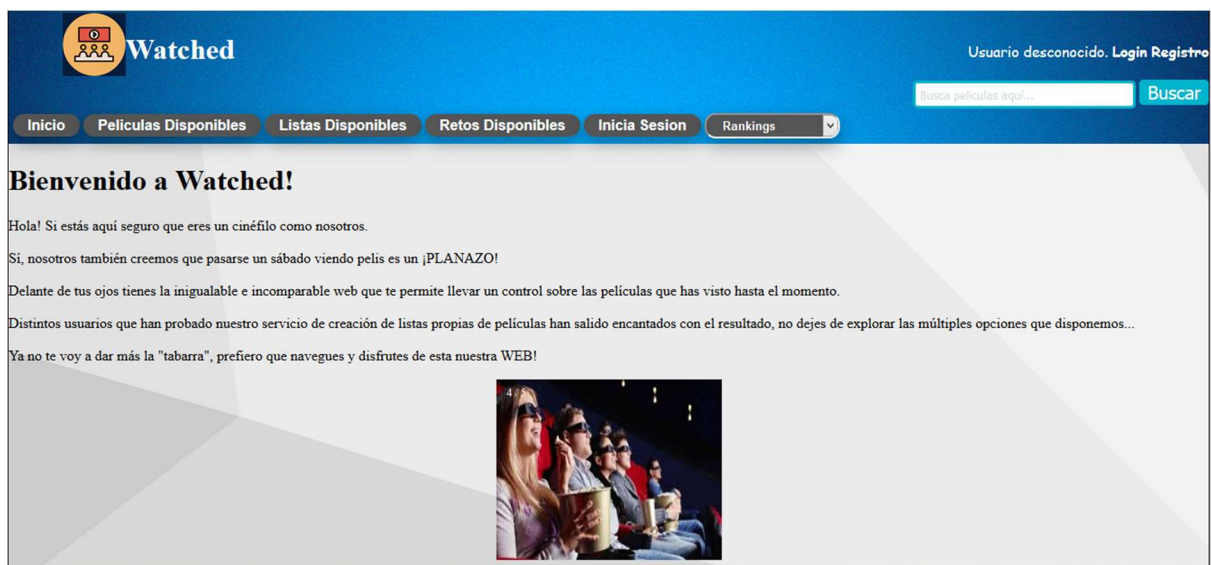 Watched
Usuario desconocido. Login Registro
Busca peliculas aquí...
Buscar
Inicio Peliculas Disponibles Listas Disponibles Retos Disponibles Inicia Sesion Rankings
Bienvenido a Watched!
Hola! Si estás aquí seguro que eres un cinéfilo como nosotros.
Sí, nosotros también creemos que pasarse un sábado viendo pelis es un ¡PLANAZO!
Delante de tus ojos tienes la inigualable e incomparable web que te permite llevar un control sobre las películas que has visto hasta el momento.
Distintos usuarios que han probado nuestro servicio de creación de listas propias de películas han salido encantados con el resultado, no dejes de explorar las múltiples opciones que disponemos...
Ya no te voy a dar más la "tabarra", prefiero que navegues y disfrutes de esta nuestra WEB!